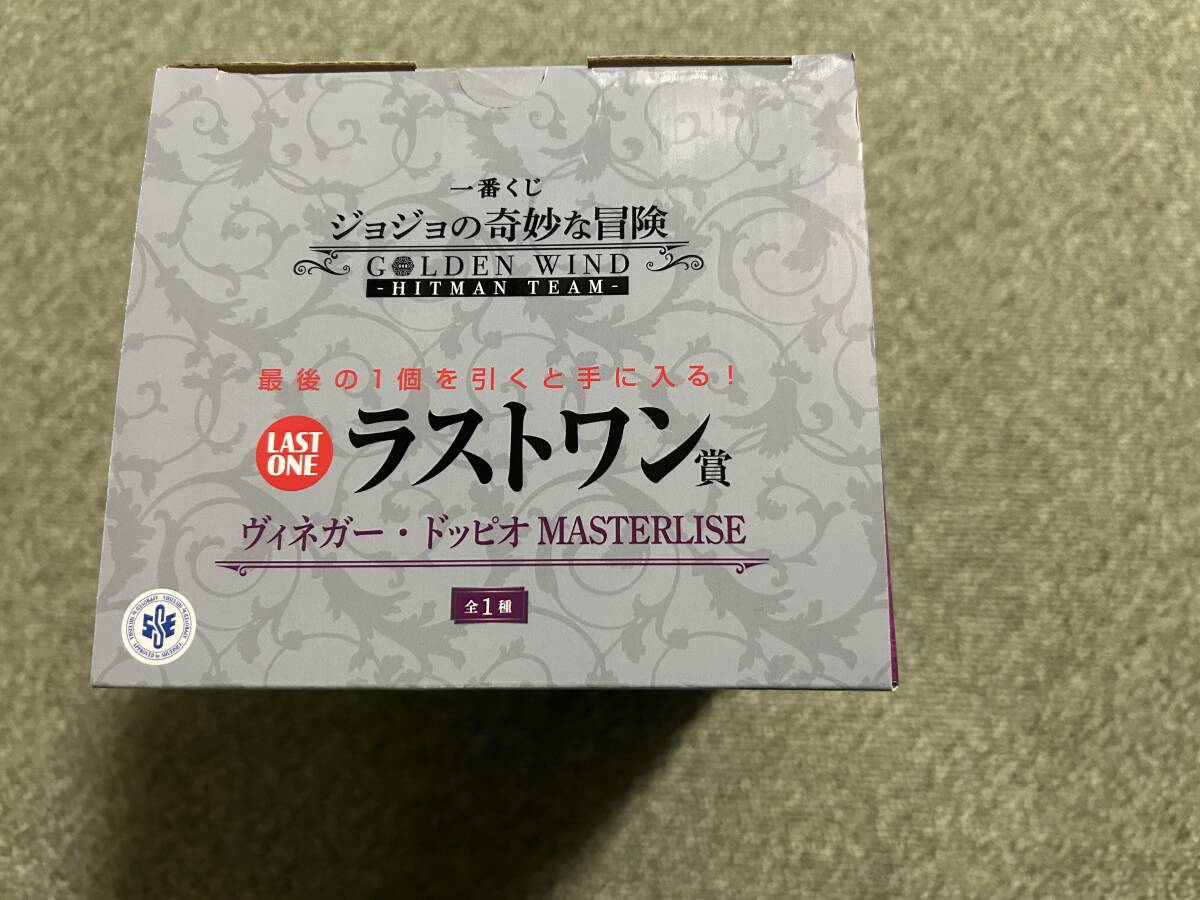 一番くじ
ジョジョの奇妙な冒険
GOLDEN WIND
-HITMAN TEAM-
最後の1個を引くと手に入る!
LAST
ONE
ラストワン賞
ヴィネガー・ドッピオ MASTERLISE
全1種